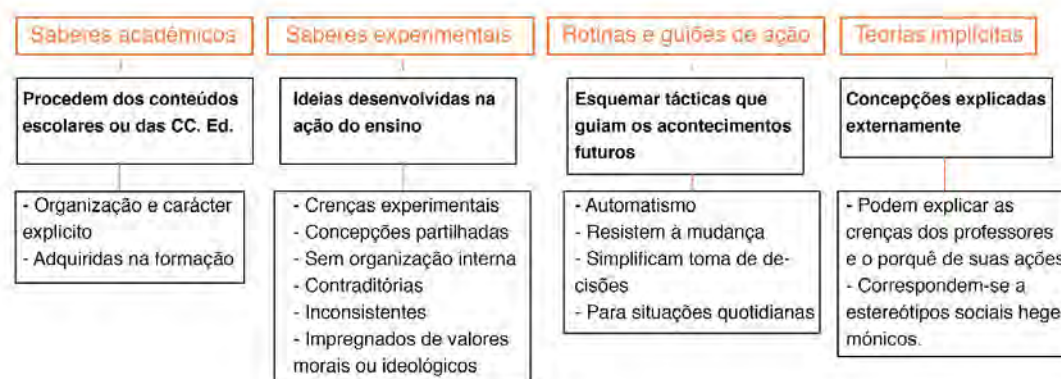 Saberes académicos
Procedem dos conteúdos
escolares ou das CC. Ed.
- Organização e carácter
explícito
- Adquiridas na formação
Saberes experimentais
Ideias desenvolvidas na
ação do ensino
- Crenças experimentais
- Concepções partilhadas
- Sem organização interna
- Contraditórias
- Inconsistentes
- Impregnados de valores
morais ou ideológicos
Rotinas e guiões de ação
Esquemar tácticas que
guiam os acontecimentos
futuros
- Automatismo
- Resistem à mudança
- Simplificam toma de de-
cisões
- Para situações quotidianas
Teorias implícitas
Concepções explicadas
externamente
- Podem explicar as
crenças dos professores
e o porquê de suas ações
- Correspondem-se a
estereótipos sociais hege
mónicos.